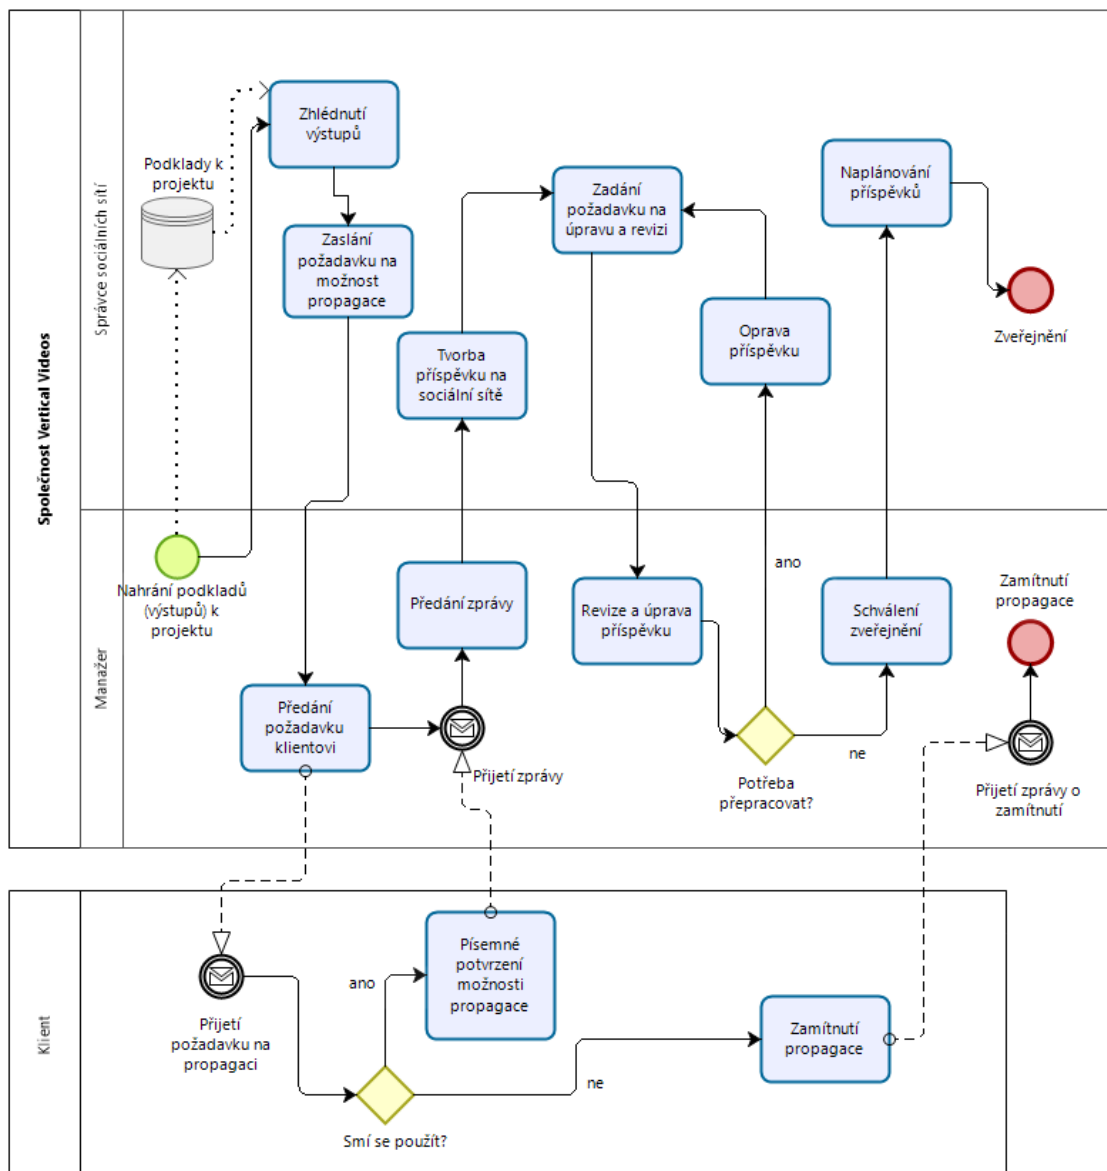 Společnost Vertical Videos
Správce sociálních sítí
Podklady k
projektu
Zhlédnutí
výstupů
Zaslání
požadavku na
možnost
propagace
Tvorba
příspěvku na
sociální sítě
Zadání
požadavku na
úpravu a revizi
Oprava
příspěvku
Naplánování
příspěvků
Zveřejnění
Manažer
Nahrání podkladů
(výstupů) k
projektu
Předání
požadavku
klientovi
Předání zprávy
Přijetí zprávy
Revize a úprava
příspěvku
Potřeba
přepracovat?
ano
ne
Schválení
zveřejnění
Zamítnutí
propagace
Přijetí zprávy o
zamítnutí
Klient
Přijetí
požadavku na
propagaci
Smí se použít?
ano
ne
Písemné
potvrzení
možnosti
propagace
Zamítnutí
propagace